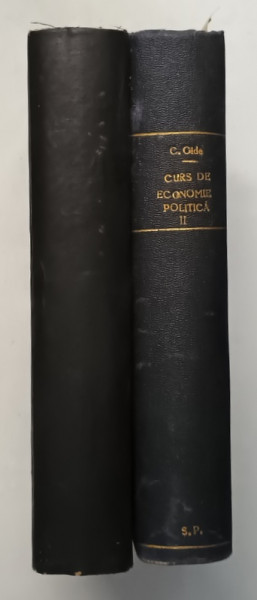 C. Gide
CURS DE
ECONOMIE
POLITICĂ
II
S.P.